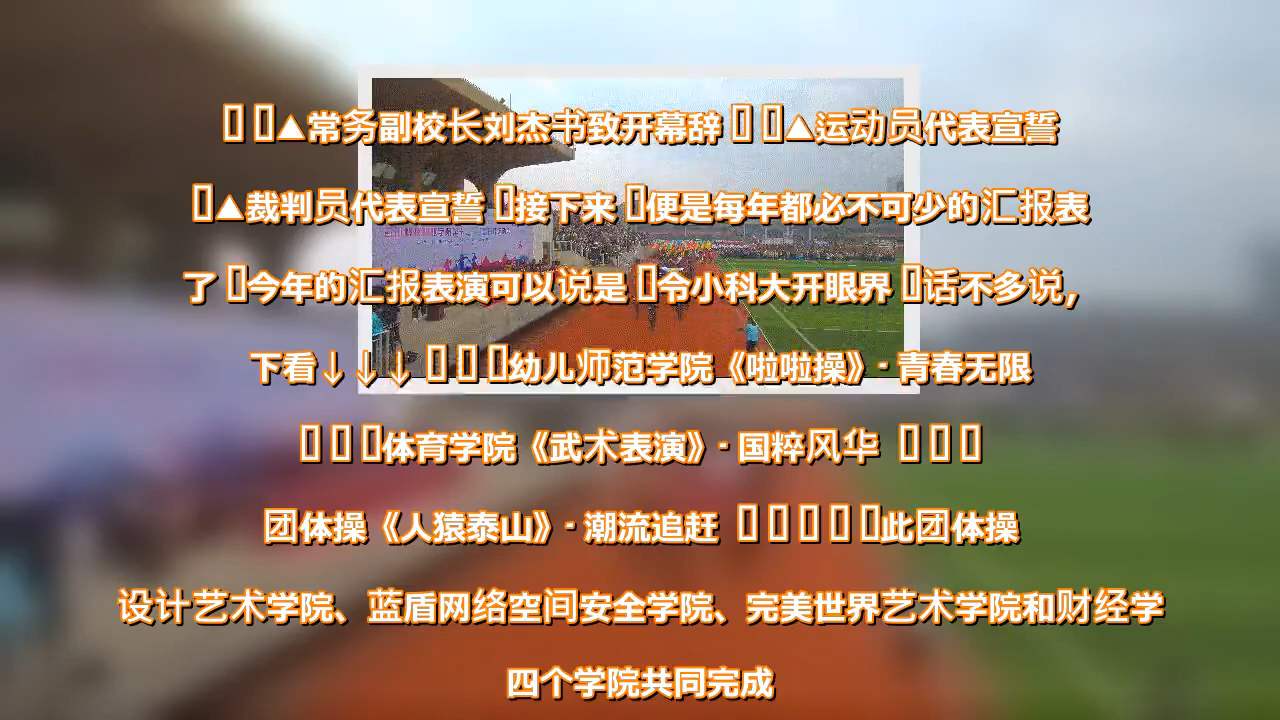 ▲常务副校长刘杰书致开幕辞 ▲运动员代表宣誓
▲裁判员代表宣誓 接下来 便是每年都必不可少的汇报表
了 今年的汇报表演可以说是 令小科大开眼界 话不多说，
下看↓↓↓ 幼儿师范学院《啦啦操》· 青春无限
体育学院《武术表演》· 国粹风华
团体操《人猿泰山》· 潮流追赶 此团体操
设计艺术学院、蓝盾网络空间安全学院、完美世界艺术学院和财经学
四个学院共同完成